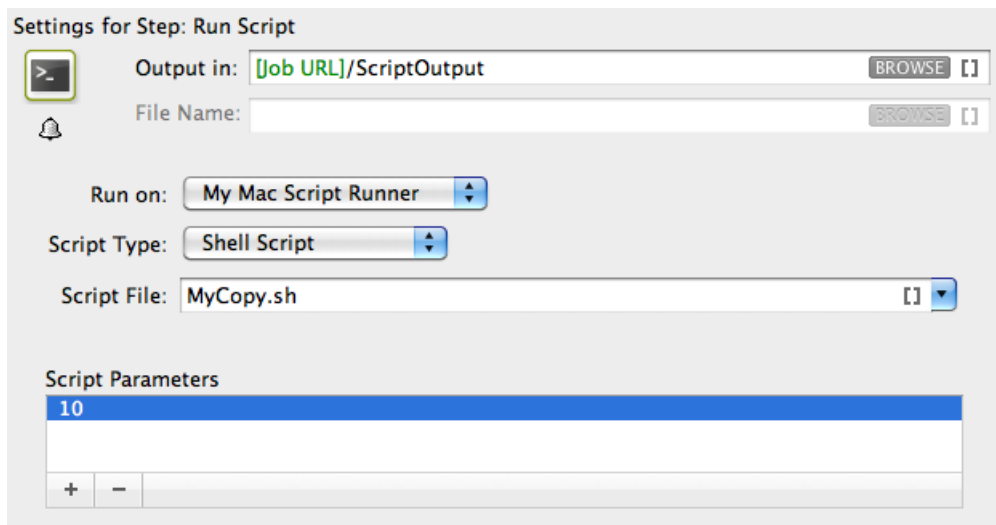 Settings for Step: Run Script
Output in: [Job URL]/ScriptOutput BROWSE []
File Name: BROWSE []
Run on: My Mac Script Runner
Script Type: Shell Script
Script File: MyCopy.sh []
Script Parameters
10
+ −